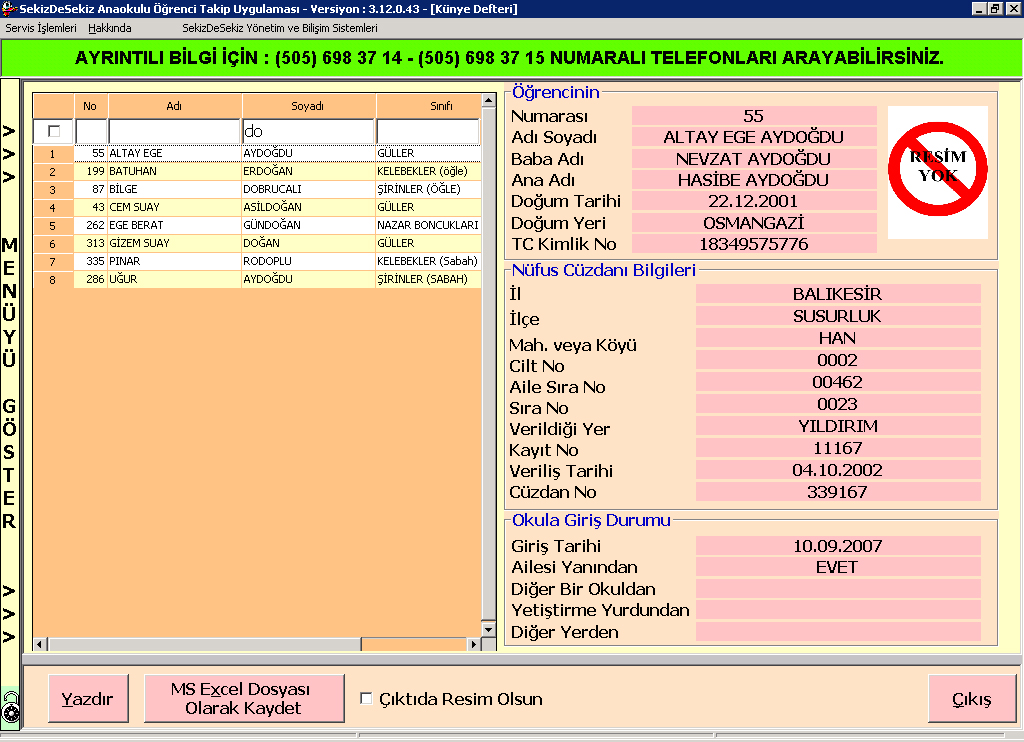 SekizDeSekiz Anaokulu Öğrenci Takip Uygulaması - Versiyon : 3.12.0.43 - [Künye Defteri]
Servis İşlemleri Hakkında SekizDeSekiz Yönetim ve Bilişim Sistemleri
AYRINTILI BİLGİ İÇİN : (505) 698 37 14 - (505) 698 37 15 NUMARALI TELEFONLARI ARAYABİLİRSİNİZ.
> > > MENÜYÜ GÖSTER > > >
No Adı Soyadı Sınıfı
do
1 55 ALTAY EGE AYDOĞDU GÜLLER
2 199 BATUHAN ERDOĞAN KELEBEKLER (öğle)
3 87 BİLGE DOBRUCALI ŞİRİNLER (ÖĞLE)
4 43 CEM SUAY ASİLDOĞAN GÜLLER
5 262 EGE BERAT GÜNDOĞAN NAZAR BONCUKLARI
6 313 GİZEM SUAY DOĞAN GÜLLER
7 335 PINAR RODOPLU KELEBEKLER (Sabah)
8 286 UĞUR AYDOĞDU ŞİRİNLER (SABAH)
Öğrencinin
Numarası 55
Adı Soyadı ALTAY EGE AYDOĞDU
Baba Adı NEVZAT AYDOĞDU
Ana Adı HASİBE AYDOĞDU
Doğum Tarihi 22.12.2001
Doğum Yeri OSMANGAZİ
TC Kimlik No 18349575776
RESİM
YOK
Nüfus Cüzdanı Bilgileri
İl BALIKESİR
İlçe SUSURLUK
Mah. veya Köyü HAN
Cilt No 0002
Aile Sıra No 00462
Sıra No 0023
Verildiği Yer YILDIRIM
Kayıt No 11167
Veriliş Tarihi 04.10.2002
Cüzdan No 339167
Okula Giriş Durumu
Giriş Tarihi 10.09.2007
Ailesi Yanından EVET
Diğer Bir Okuldan
Yetiştirme Yurdundan
Diğer Yerden
Yazdır
MS Excel Dosyası
Olarak Kaydet
Çıktıda Resim Olsun
Çıkış